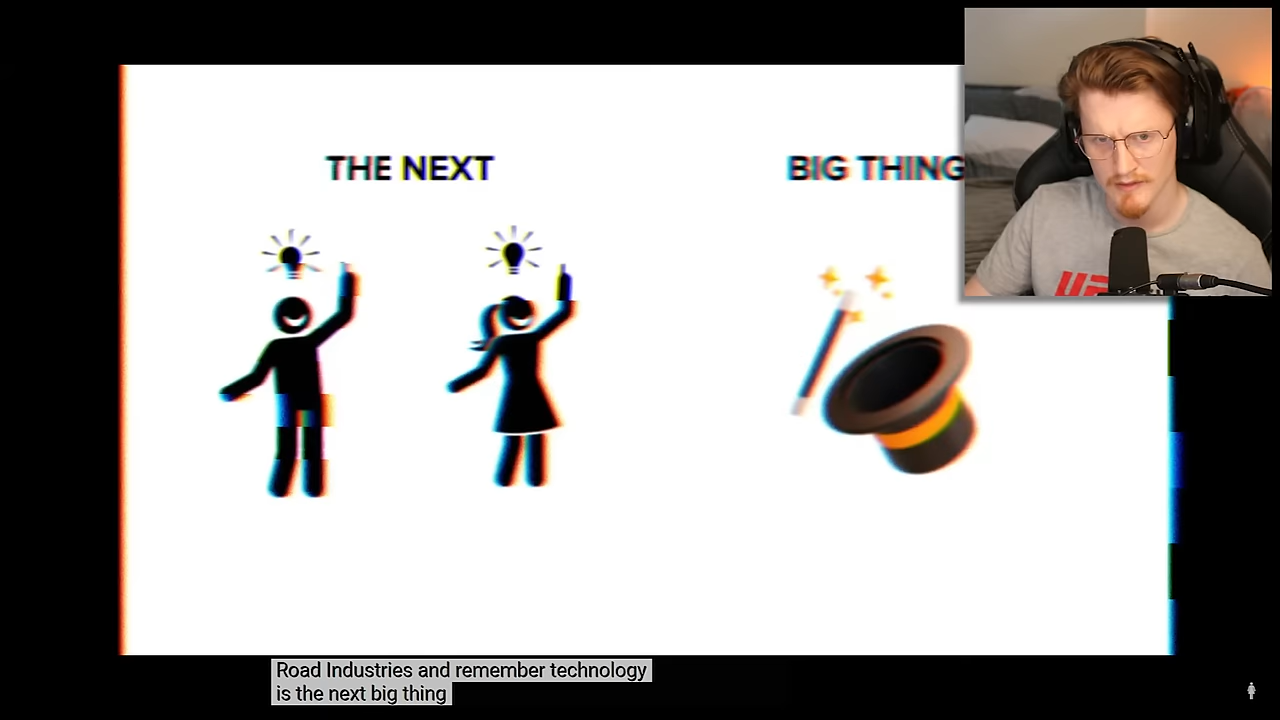 THE NEXT
BIG THING
Road Industries and remember technology
is the next big thing